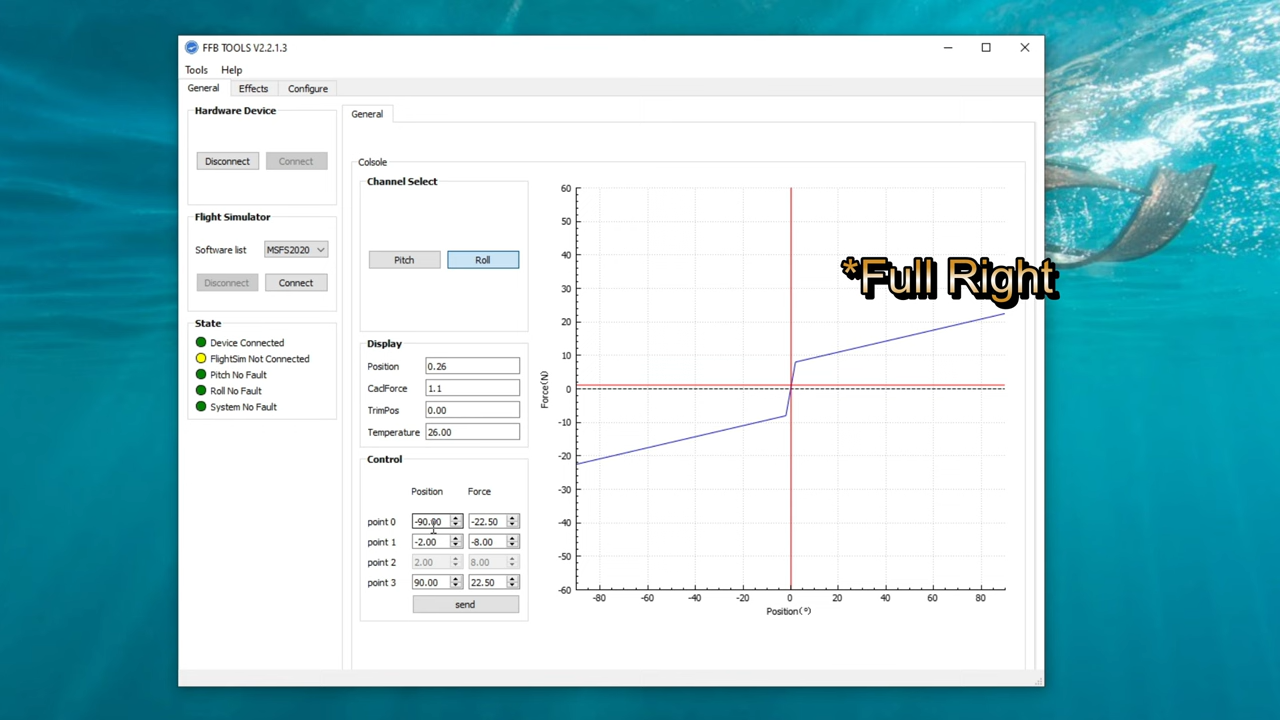 FFB TOOLS V2.2.1.3
Tools Help
General Effects Configure
Hardware Device
Disconnect Connect
Flight Simulator
Software list MSFS2020
Disconnect Connect
State
Device Connected
FlightSim Not Connected
Pitch No Fault
Roll No Fault
System No Fault
General
Colsole
Channel Select
Pitch Roll
Display
Position 0.26
CadForce 1.1
TrimPos 0.00
Temperature 26.00
Control
Position Force
point 0 -90.00 -22.50
point 1 -2.00 -8.00
point 2 2.00 8.00
point 3 90.00 22.50
send
Force(N)
60
50
40
30
20
10
0
-10
-20
-30
-40
-50
-60
-80 -60 -40 -20 0 20 40 60 80
Position(°)
*Full Right